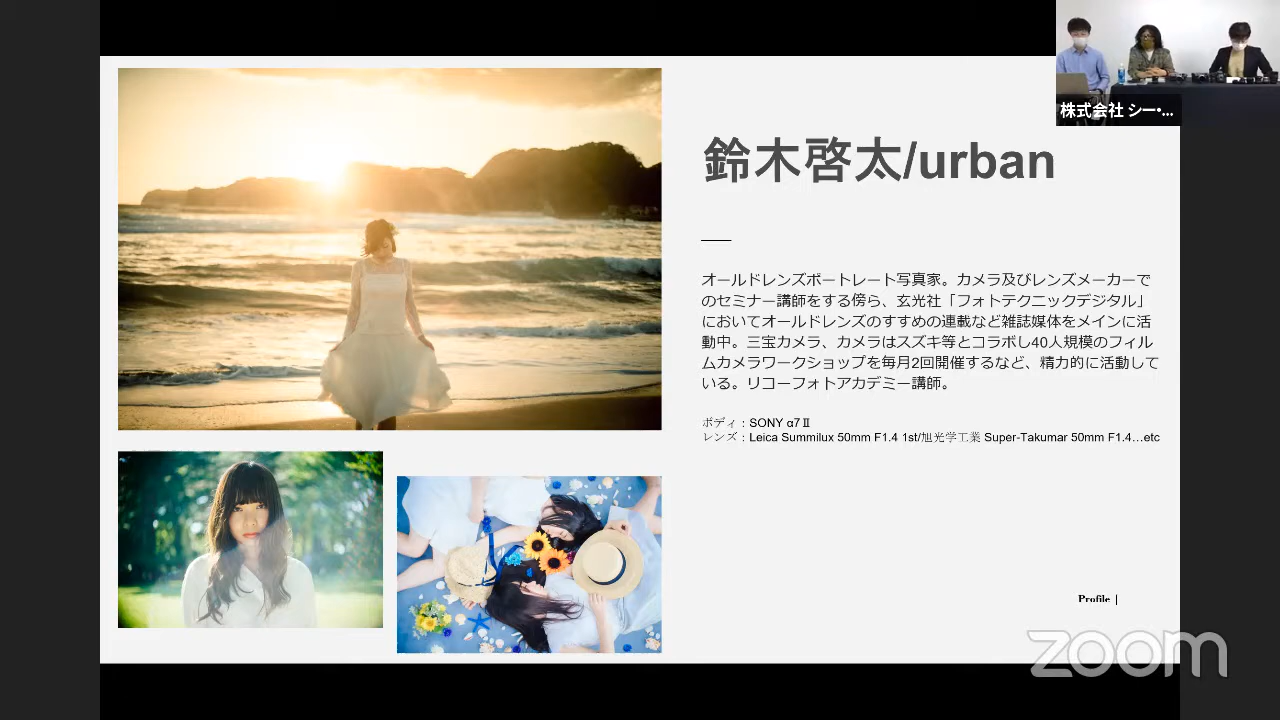 株式会社 シー・...
鈴木啓太/urban
オールドレンズポートレート写真家。カメラ及びレンズメーカーで
のセミナー講師をする傍ら、玄光社「フォトテクニックデジタル」
においてオールドレンズのすすめの連載など雑誌媒体をメインに活
動中。三宝カメラ、カメラはスズキ等とコラボし40人規模のフィル
ムカメラワークショップを毎月2回開催するなど、精力的に活動して
いる。リコーフォトアカデミー講師。
ボディ：SONY α7Ⅱ
レンズ：Leica Summilux 50mm F1.4 1st/旭光学工業 Super-Takumar 50mm F1.4…etc
Profile |
zoom